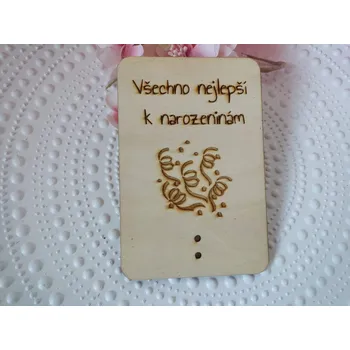 Všechno nejlepší
k narozeninám